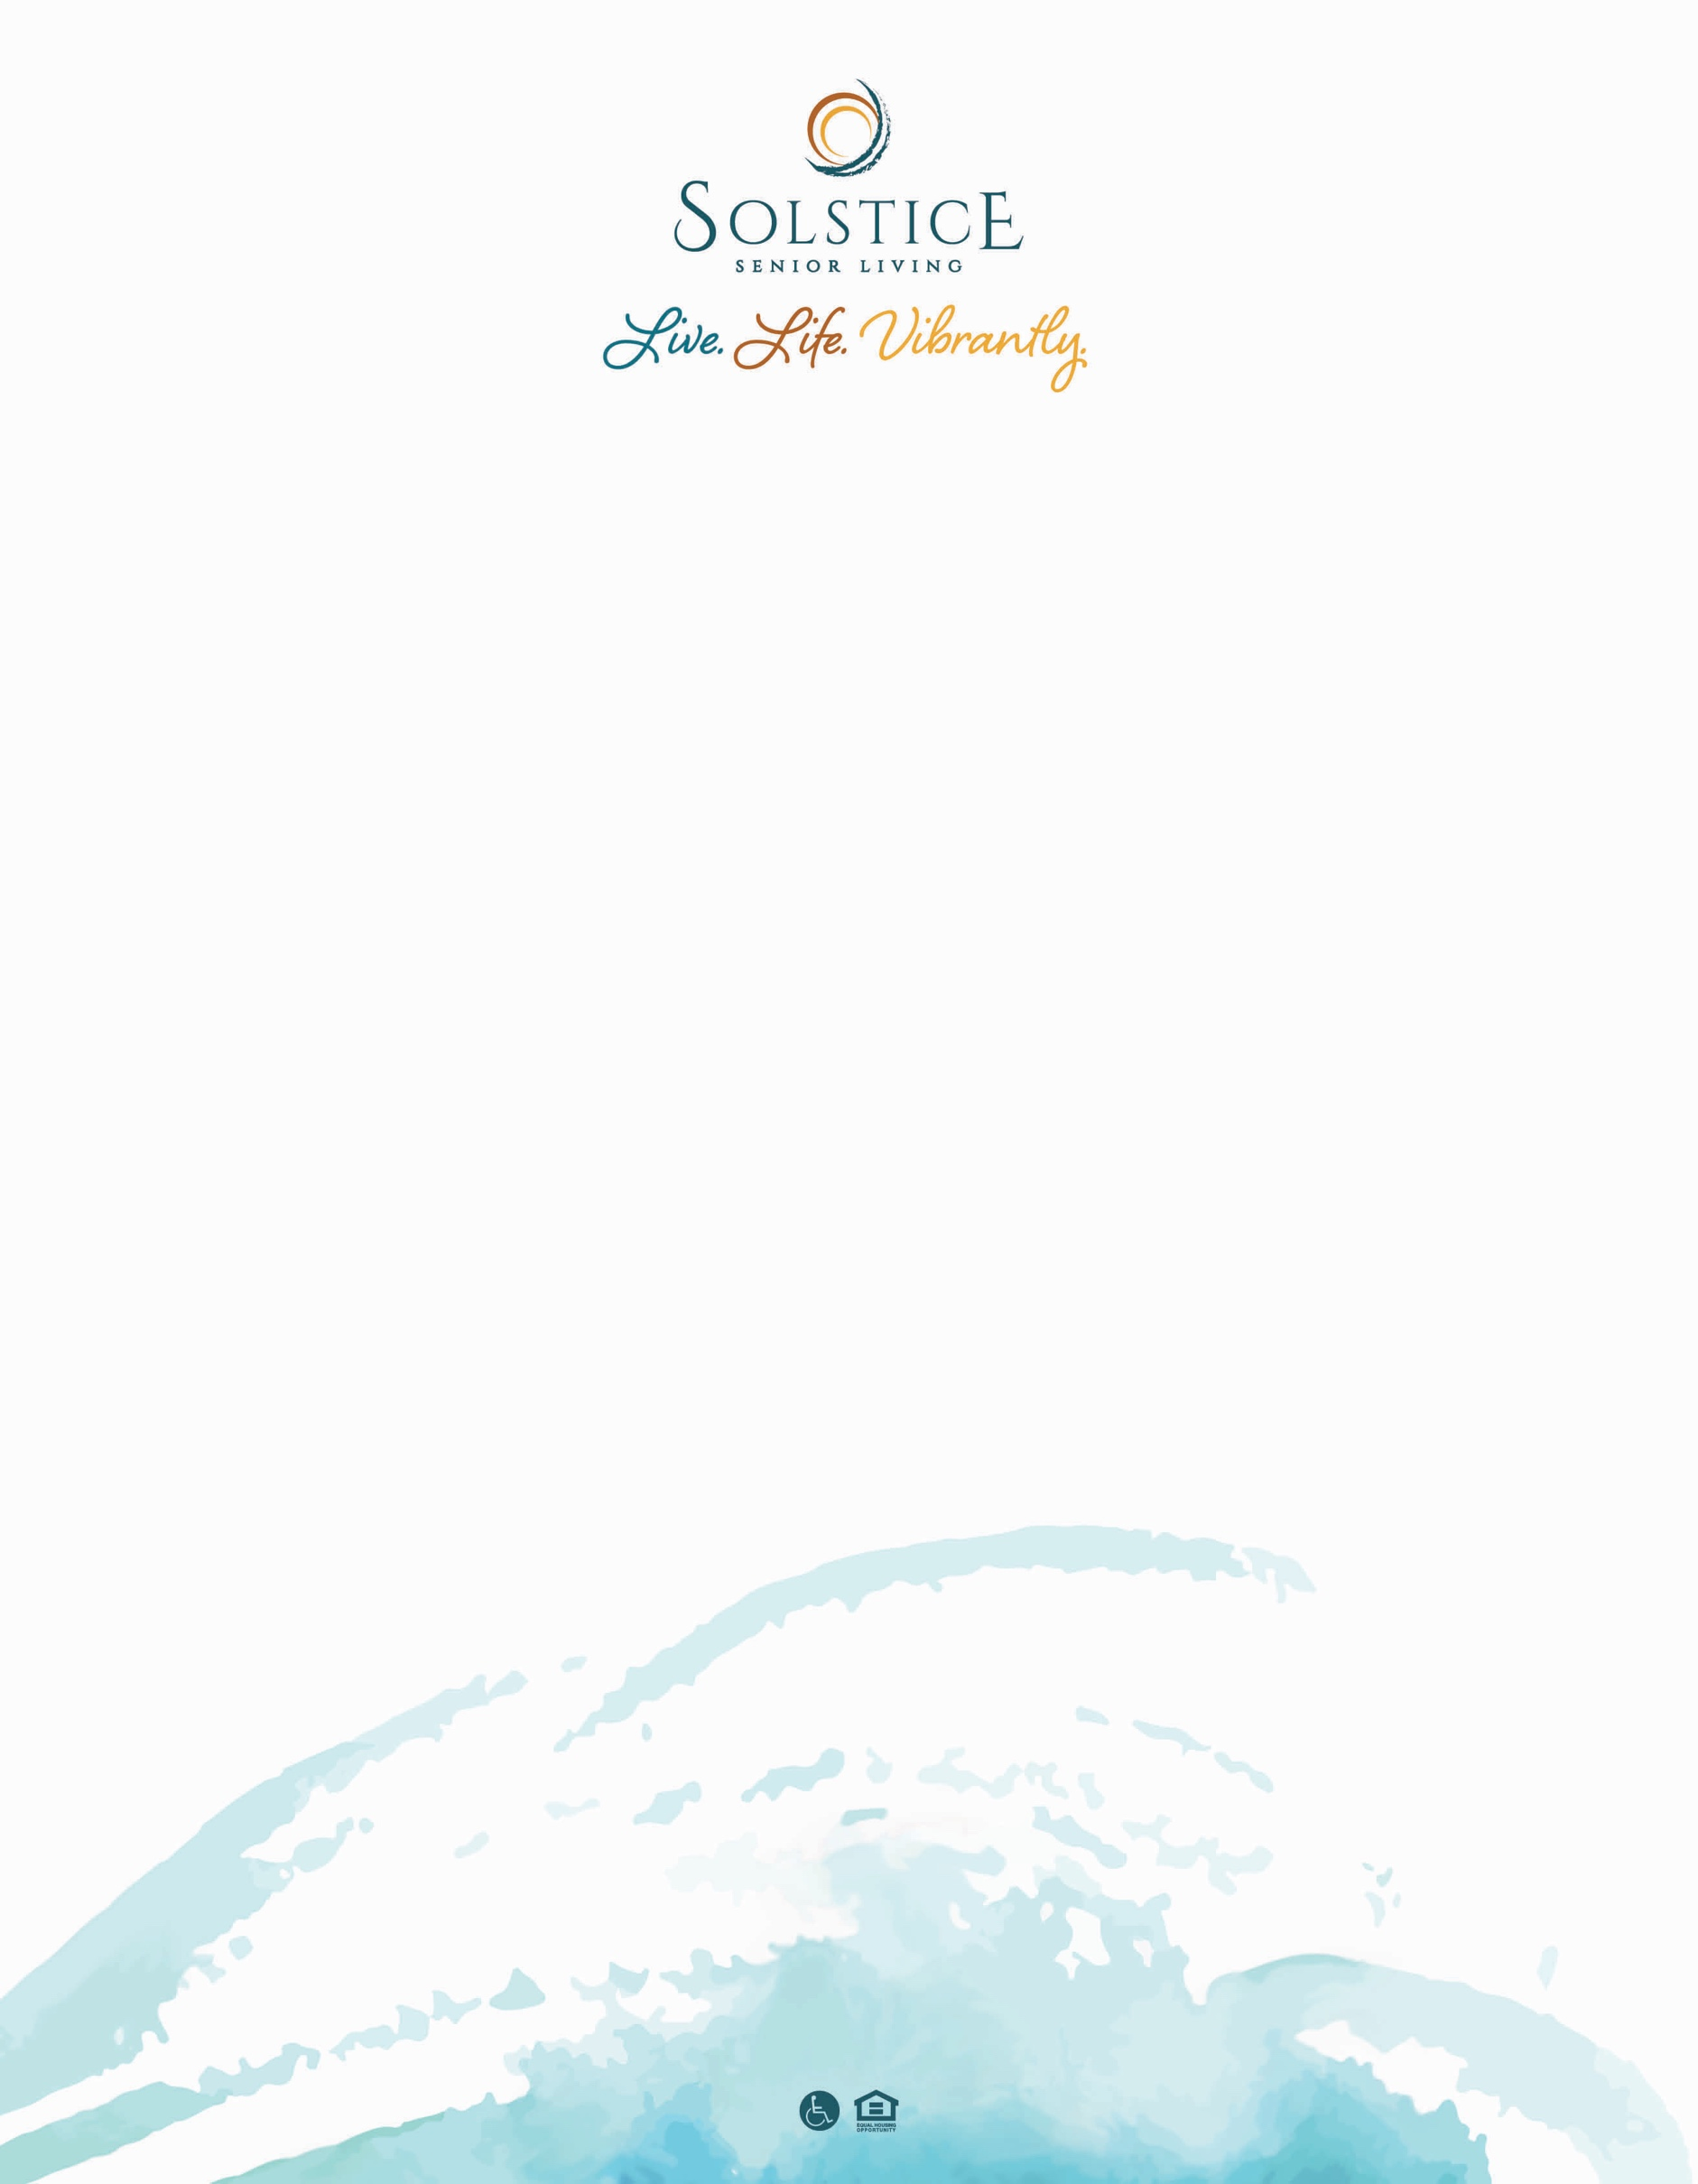 SOLSTICE
SENIOR LIVING
Live. Life. Vibrantly.
EQUAL HOUSING
OPPORTUNITY